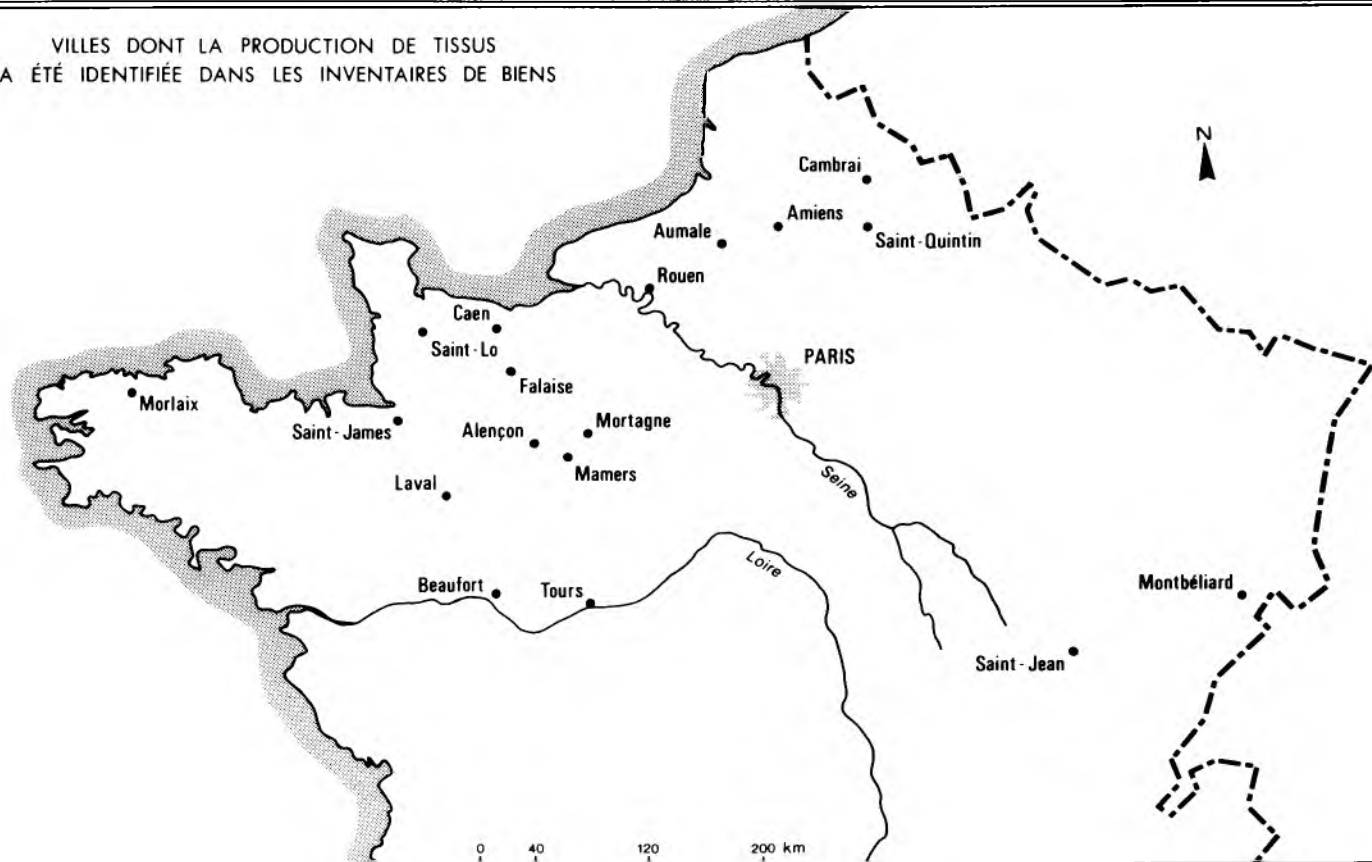 VILLES DONT LA PRODUCTION DE TISSUS
A ÉTÉ IDENTIFIÉE DANS LES INVENTAIRES DE BIENS
N
Cambrai
Amiens
Aumale
Saint-Quintin
Rouen
Caen
Saint-Lo
PARIS
Falaise
Morlaix
Saint-James
Alençon
Mortagne
Mamers
Laval
Seine
Loire
Beaufort
Tours
Montbéliard
Saint-Jean
0 40 120 200 km